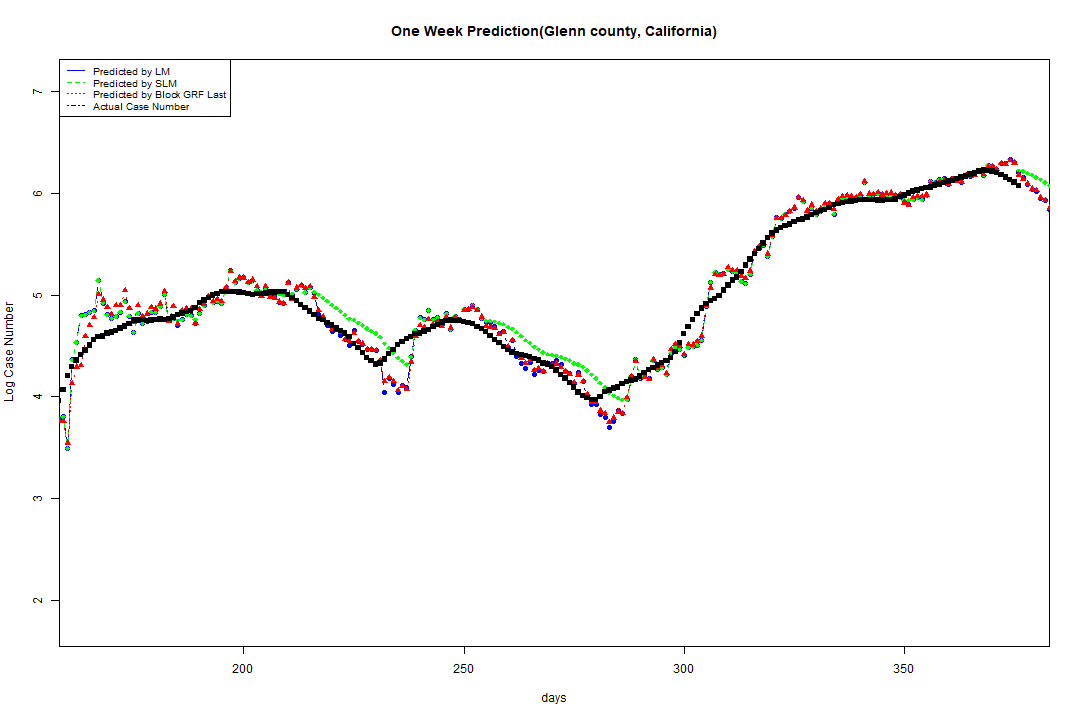 One Week Prediction(Glenn county, California)
Predicted by LM
Predicted by SLM
Predicted by Block GRF Last
Actual Case Number
7
6
5
4
3
2
Log Case Number
200
250
300
350
days